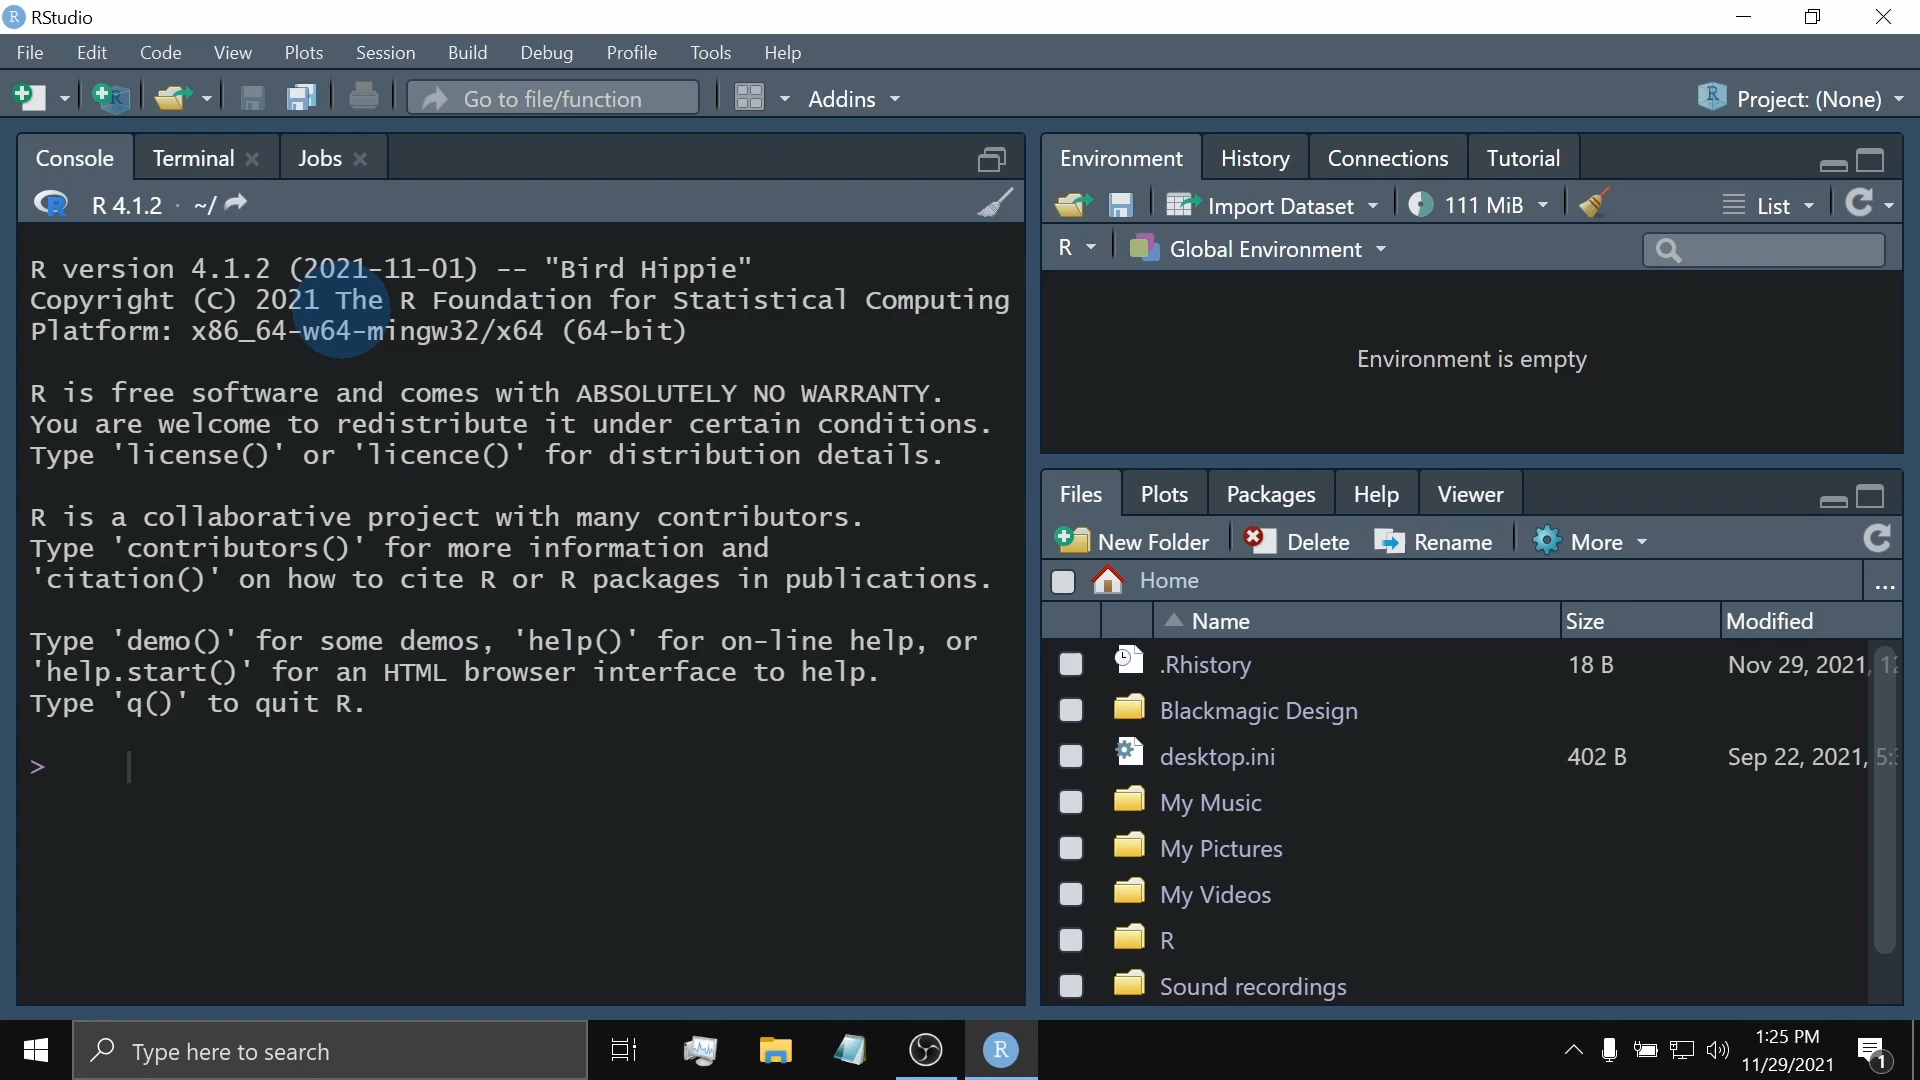 RStudio
File Edit Code View Plots Session Build Debug Profile Tools Help
Go to file/function Addins Project: (None)
Console Terminal Jobs
R 4.1.2 · ~/
R version 4.1.2 (2021-11-01) -- "Bird Hippie"
Copyright (C) 2021 The R Foundation for Statistical Computing
Platform: x86_64-w64-mingw32/x64 (64-bit)
R is free software and comes with ABSOLUTELY NO WARRANTY.
You are welcome to redistribute it under certain conditions.
Type 'license()' or 'licence()' for distribution details.
R is a collaborative project with many contributors.
Type 'contributors()' for more information and
'citation()' on how to cite R or R packages in publications.
Type 'demo()' for some demos, 'help()' for on-line help, or
'help.start()' for an HTML browser interface to help.
Type 'q()' to quit R.
>
Environment History Connections Tutorial
Import Dataset 111 MiB List
R Global Environment
Environment is empty
Files Plots Packages Help Viewer
New Folder Delete Rename More
Home ...
Name Size Modified
.Rhistory 18 B Nov 29, 2021, 12
Blackmagic Design
desktop.ini 402 B Sep 22, 2021, 5:3
My Music
My Pictures
My Videos
R
Sound recordings
Type here to search
1:25 PM
11/29/2021
1